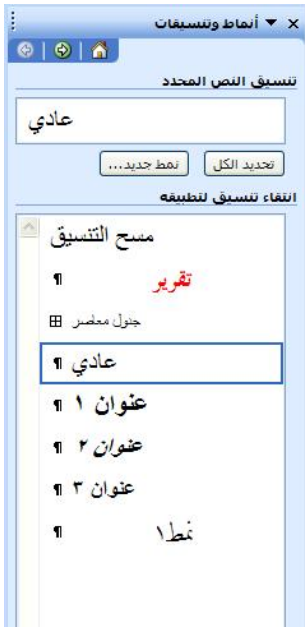 أنماط وتنسيقات
تنسيق النص المحدد
عادي
تحديد الكل نمط جديد...
انتقاء تنسيق لتطبيقه
مسح التنسيق
تقرير ¶
جدول معاصر
عادي ¶
عنوان ١ ¶
عنوان ٢ ¶
عنوان ٣ ¶
نمط١ ¶